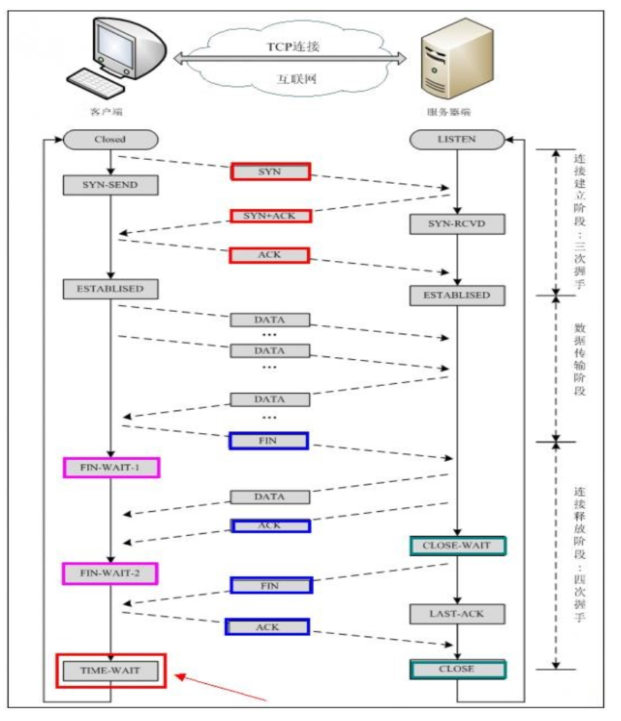 TCP连接
互联网
客户端
服务器端
Closed
LISTEN
SYN
SYN-SEND
SYN+ACK
SYN-RCVD
ACK
ESTABLISED
ESTABLISED
连接建立阶段：三次握手
DATA
...
DATA
...
DATA
...
数据传输阶段
FIN
FIN-WAIT-1
DATA
ACK
CLOSE-WAIT
FIN-WAIT-2
FIN
LAST-ACK
ACK
TIME-WAIT
CLOSE
连接释放阶段：四次握手